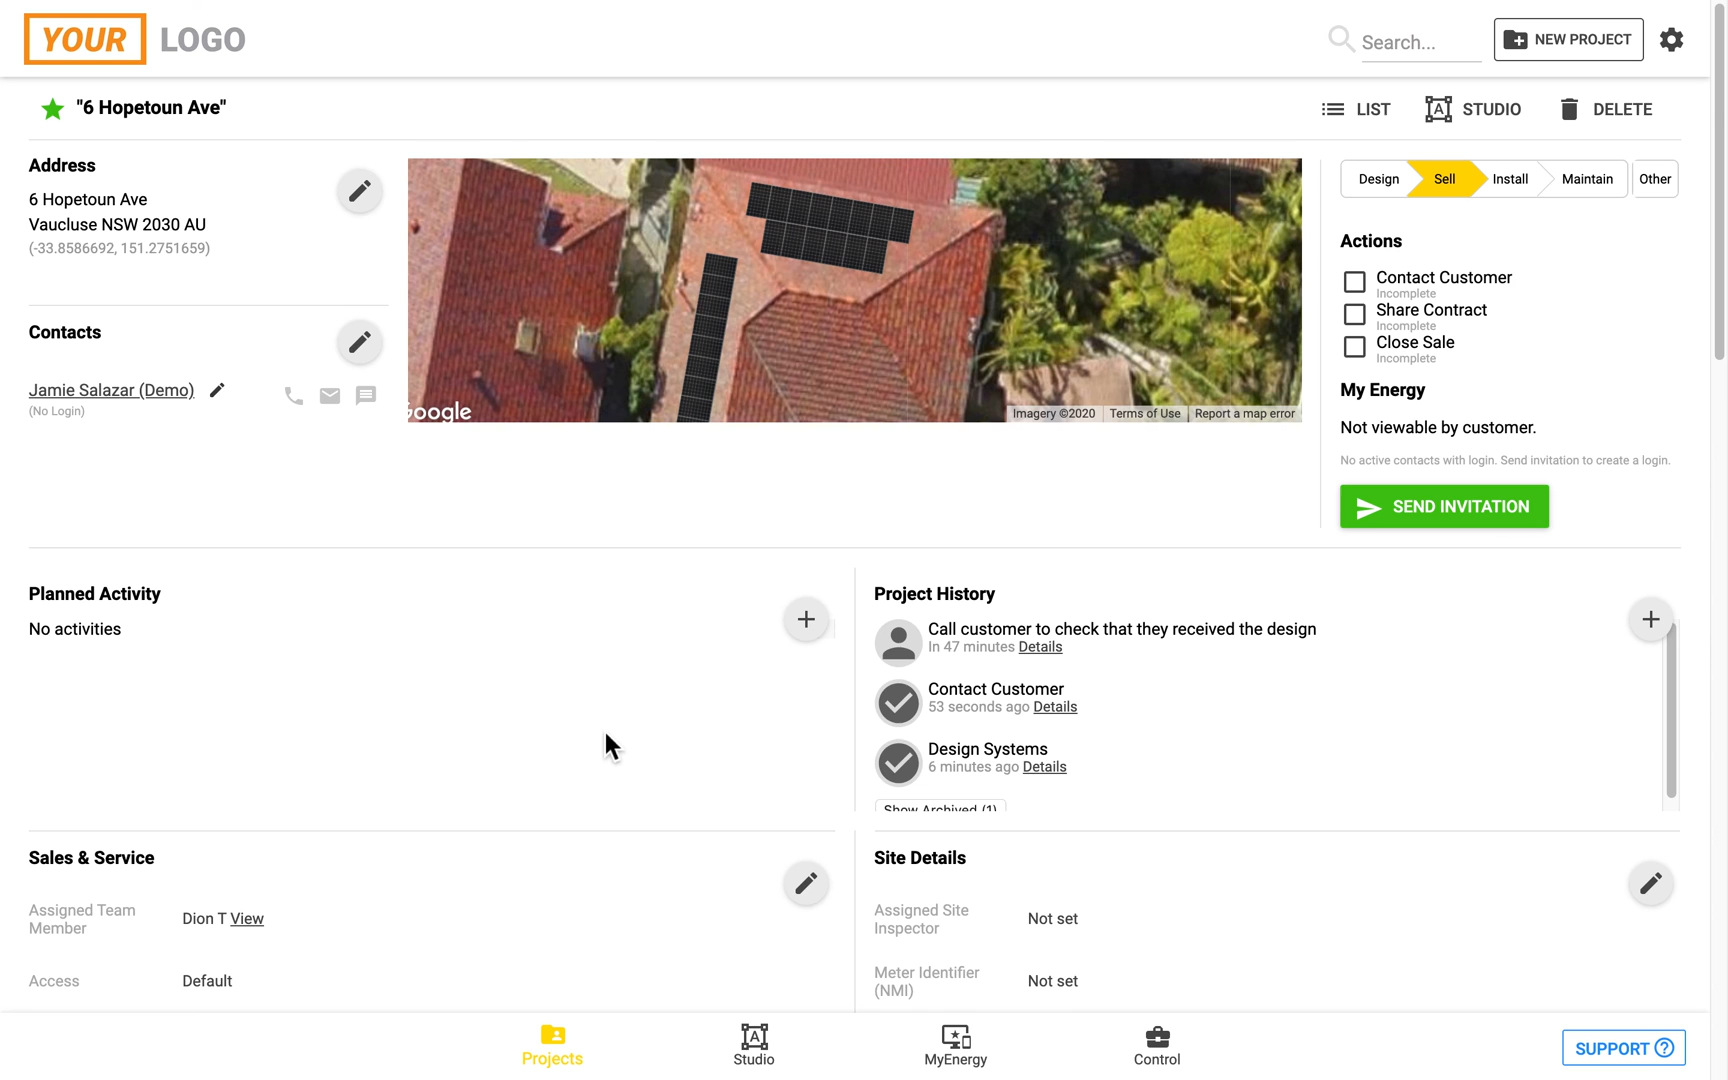 YOUR LOGO
Search...
NEW PROJECT
"6 Hopetoun Ave"
LIST
STUDIO
DELETE
Address
6 Hopetoun Ave
Vaucluse NSW 2030 AU
(-33.8586692, 151.2751659)
Contacts
Jamie Salazar (Demo)
(No Login)
Google
Imagery ©2020
Terms of Use
Report a map error
Design
Sell
Install
Maintain
Other
Actions
Contact Customer
Incomplete
Share Contract
Incomplete
Close Sale
Incomplete
My Energy
Not viewable by customer.
No active contacts with login. Send invitation to create a login.
SEND INVITATION
Planned Activity
No activities
Project History
Call customer to check that they received the design
In 47 minutes Details
Contact Customer
53 seconds ago Details
Design Systems
6 minutes ago Details
Show Archived (1)
Sales & Service
Assigned Team
Member
Dion T View
Access
Default
Site Details
Assigned Site
Inspector
Not set
Meter Identifier
(NMI)
Not set
Projects
Studio
MyEnergy
Control
SUPPORT ?